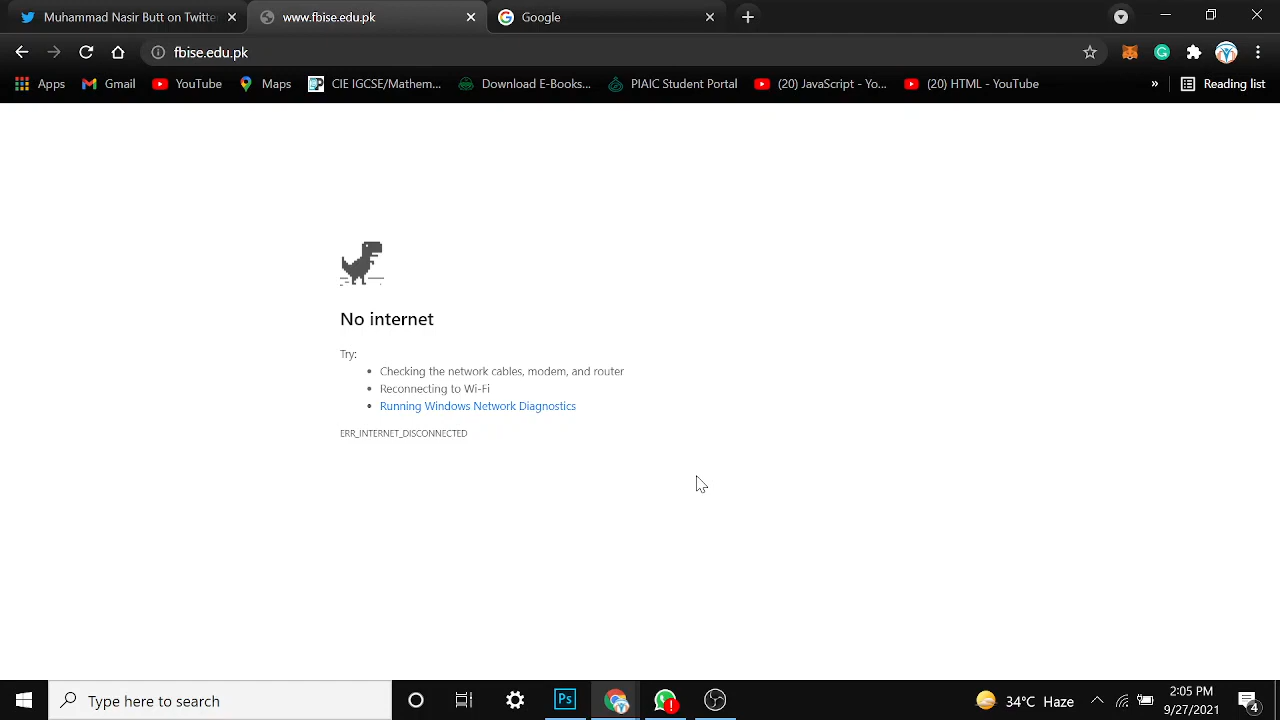 Muhammad Nasir Butt on Twitte
www.fbise.edu.pk
Google
fbise.edu.pk
Apps
Gmail
YouTube
Maps
CIE IGCSE/Mathem...
Download E-Books...
PIAIC Student Portal
(20) JavaScript - Yo...
(20) HTML - YouTube
»
Reading list
No internet
Try:
• Checking the network cables, modem, and router
• Reconnecting to Wi-Fi
• Running Windows Network Diagnostics
ERR_INTERNET_DISCONNECTED
Type here to search
Ps
34°C Haze
2:05 PM
9/27/2021
4